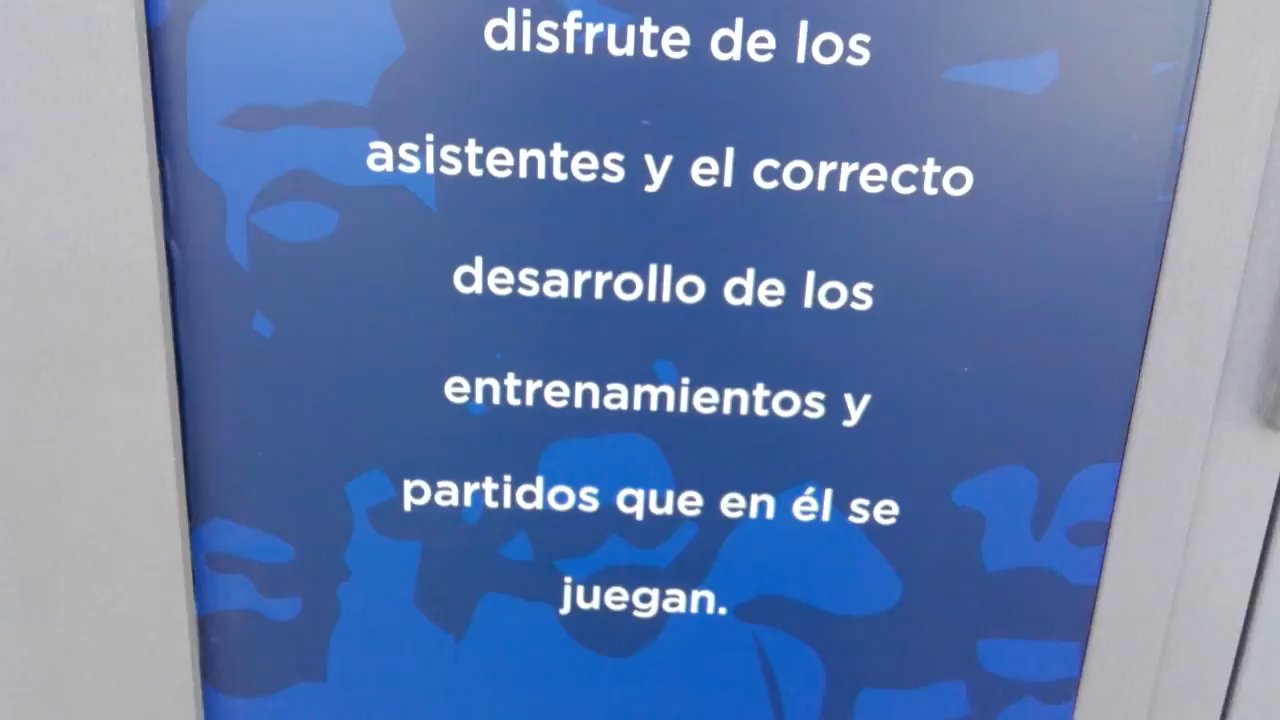 disfrute de los
asistentes y el correcto
desarrollo de los
entrenamientos y
partidos que en él se
juegan.